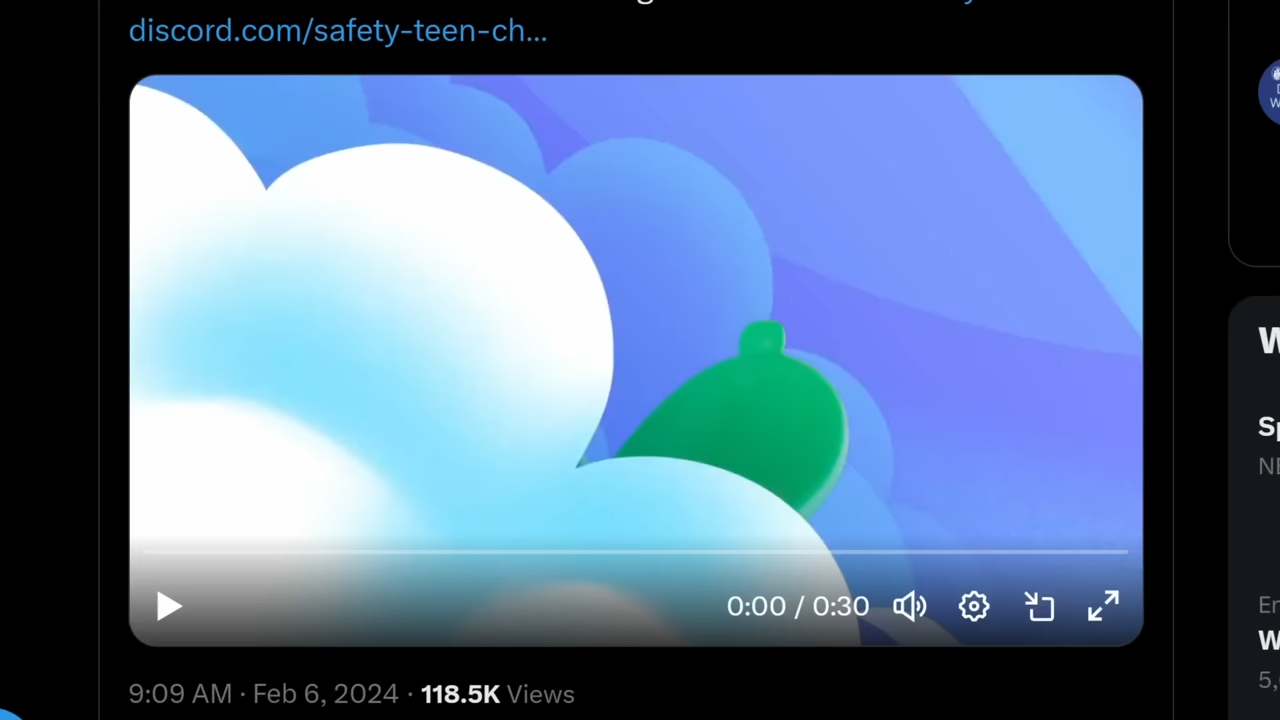 discord.com/safety-teen-ch...
0:00 / 0:30
9:09 AM · Feb 6, 2024 · 118.5K Views